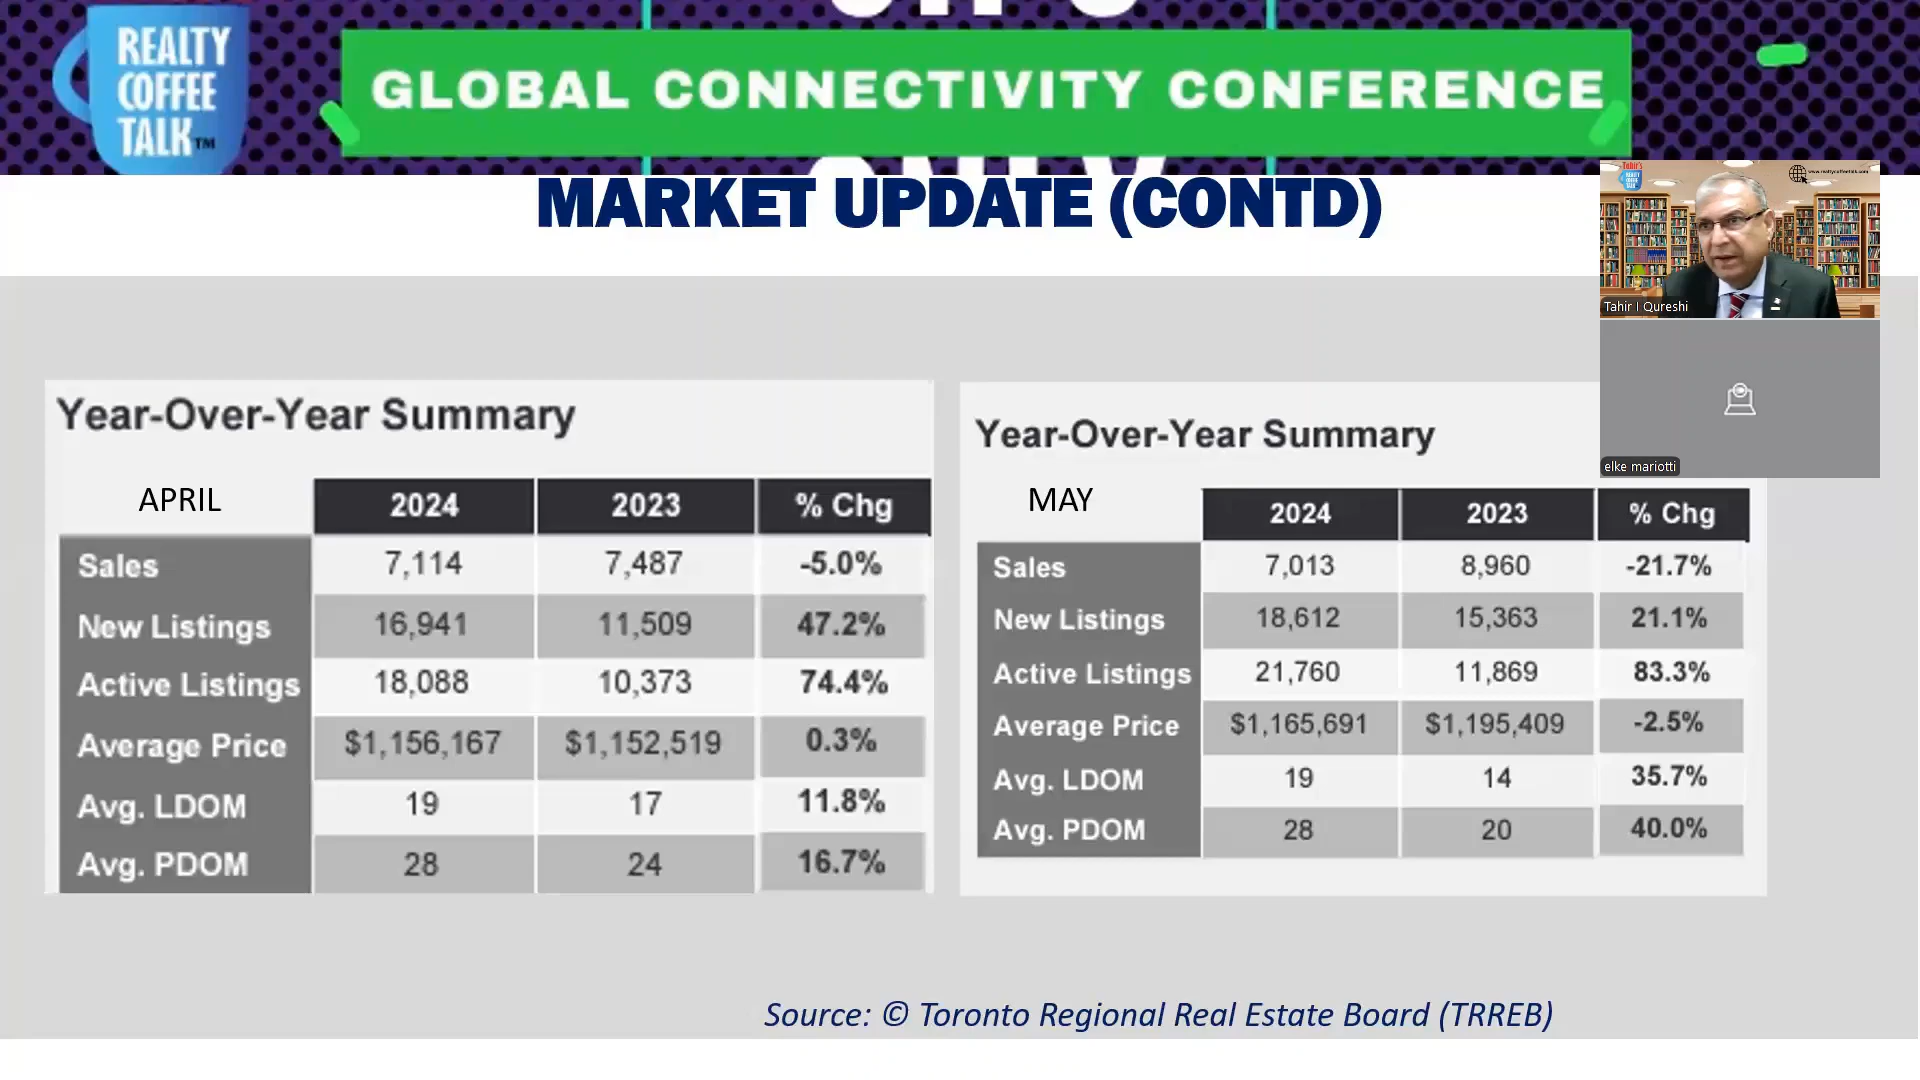 REALTY
COFFEE
TALK™
GLOBAL CONNECTIVITY CONFERENCE
MARKET UPDATE (CONTD)
www.realtycoffeetalk.com
Tahir I Qureshi
elke mariotti
Year-Over-Year Summary
APRIL 2024 2023 % Chg
Sales 7,114 7,487 -5.0%
New Listings 16,941 11,509 47.2%
Active Listings 18,088 10,373 74.4%
Average Price $1,156,167 $1,152,519 0.3%
Avg. LDOM 19 17 11.8%
Avg. PDOM 28 24 16.7%
Year-Over-Year Summary
MAY 2024 2023 % Chg
Sales 7,013 8,960 -21.7%
New Listings 18,612 15,363 21.1%
Active Listings 21,760 11,869 83.3%
Average Price $1,165,691 $1,195,409 -2.5%
Avg. LDOM 19 14 35.7%
Avg. PDOM 28 20 40.0%
Source: © Toronto Regional Real Estate Board (TRREB)